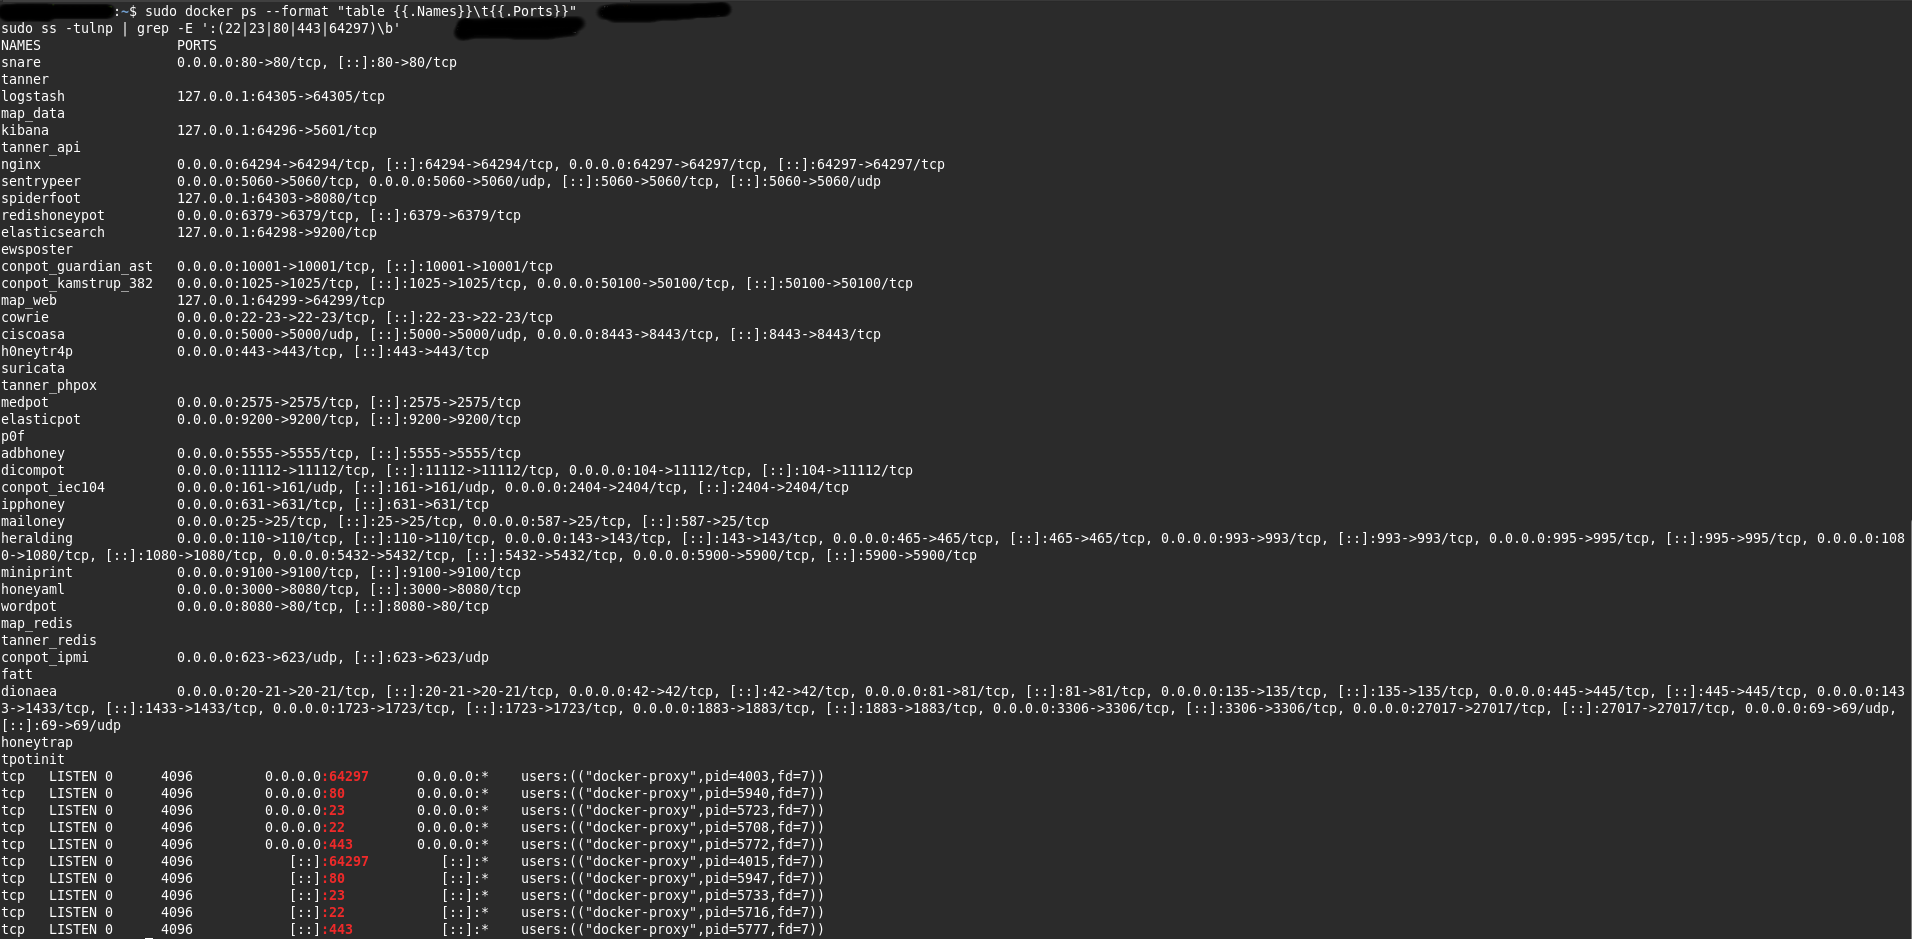 :~$ sudo docker ps --format "table {{.Names}}\t{{.Ports}}"
sudo ss -tulnp | grep -E ':(22|23|80|443|64297)\b'
NAMES                 PORTS
snare                 0.0.0.0:80->80/tcp, [::]:80->80/tcp
tanner
logstash              127.0.0.1:64305->64305/tcp
map_data
kibana                127.0.0.1:64296->5601/tcp
tanner_api
nginx                 0.0.0.0:64294->64294/tcp, [::]:64294->64294/tcp, 0.0.0.0:64297->64297/tcp, [::]:64297->64297/tcp
sentrypeer            0.0.0.0:5060->5060/tcp, 0.0.0.0:5060->5060/udp, [::]:5060->5060/tcp, [::]:5060->5060/udp
spiderfoot            127.0.0.1:64303->8080/tcp
redishoneypot         0.0.0.0:6379->6379/tcp, [::]:6379->6379/tcp
elasticsearch         127.0.0.1:64298->9200/tcp
ewsposter
conpot_guardian_ast   0.0.0.0:10001->10001/tcp, [::]:10001->10001/tcp
conpot_kamstrup_382   0.0.0.0:1025->1025/tcp, [::]:1025->1025/tcp, 0.0.0.0:50100->50100/tcp, [::]:50100->50100/tcp
map_web               127.0.0.1:64299->64299/tcp
cowrie                0.0.0.0:22-23->22-23/tcp, [::]:22-23->22-23/tcp
ciscoasa              0.0.0.0:5000->5000/udp, [::]:5000->5000/udp, 0.0.0.0:8443->8443/tcp, [::]:8443->8443/tcp
h0neytr4p             0.0.0.0:443->443/tcp, [::]:443->443/tcp
suricata
tanner_phpox
medpot                0.0.0.0:2575->2575/tcp, [::]:2575->2575/tcp
elasticpot            0.0.0.0:9200->9200/tcp, [::]:9200->9200/tcp
p0f
adbhoney              0.0.0.0:5555->5555/tcp, [::]:5555->5555/tcp
dicompot              0.0.0.0:11112->11112/tcp, [::]:11112->11112/tcp, 0.0.0.0:104->11112/tcp, [::]:104->11112/tcp
conpot_iec104         0.0.0.0:161->161/udp, [::]:161->161/udp, 0.0.0.0:2404->2404/tcp, [::]:2404->2404/tcp
ipphoney              0.0.0.0:631->631/tcp, [::]:631->631/tcp
mailoney              0.0.0.0:25->25/tcp, [::]:25->25/tcp, 0.0.0.0:587->25/tcp, [::]:587->25/tcp
heralding             0.0.0.0:110->110/tcp, [::]:110->110/tcp, 0.0.0.0:143->143/tcp, [::]:143->143/tcp, 0.0.0.0:465->465/tcp, [::]:465->465/tcp, 0.0.0.0:993->993/tcp, [::]:993->993/tcp, 0.0.0.0:995->995/tcp, [::]:995->995/tcp, 0.0.0.0:108
0->1080/tcp, [::]:1080->1080/tcp, 0.0.0.0:5432->5432/tcp, [::]:5432->5432/tcp, 0.0.0.0:5900->5900/tcp, [::]:5900->5900/tcp
miniprint             0.0.0.0:9100->9100/tcp, [::]:9100->9100/tcp
honeyaml              0.0.0.0:3000->8080/tcp, [::]:3000->8080/tcp
wordpot               0.0.0.0:8080->80/tcp, [::]:8080->80/tcp
map_redis
tanner_redis
conpot_ipmi           0.0.0.0:623->623/udp, [::]:623->623/udp
fatt
dionaea               0.0.0.0:20-21->20-21/tcp, [::]:20-21->20-21/tcp, 0.0.0.0:42->42/tcp, [::]:42->42/tcp, 0.0.0.0:81->81/tcp, [::]:81->81/tcp, 0.0.0.0:135->135/tcp, [::]:135->135/tcp, 0.0.0.0:445->445/tcp, [::]:445->445/tcp, 0.0.0.0:143
3->1433/tcp, [::]:1433->1433/tcp, 0.0.0.0:1723->1723/tcp, [::]:1723->1723/tcp, 0.0.0.0:1883->1883/tcp, [::]:1883->1883/tcp, 0.0.0.0:3306->3306/tcp, [::]:3306->3306/tcp, 0.0.0.0:27017->27017/tcp, [::]:27017->27017/tcp, 0.0.0.0:69->69/udp,
[::]:69->69/udp
honeytrap
tpotinit
tcp   LISTEN 0      4096         0.0.0.0:64297      0.0.0.0:*    users:(("docker-proxy",pid=4003,fd=7))
tcp   LISTEN 0      4096         0.0.0.0:80         0.0.0.0:*    users:(("docker-proxy",pid=5940,fd=7))
tcp   LISTEN 0      4096         0.0.0.0:23         0.0.0.0:*    users:(("docker-proxy",pid=5723,fd=7))
tcp   LISTEN 0      4096         0.0.0.0:22         0.0.0.0:*    users:(("docker-proxy",pid=5708,fd=7))
tcp   LISTEN 0      4096         0.0.0.0:443        0.0.0.0:*    users:(("docker-proxy",pid=5772,fd=7))
tcp   LISTEN 0      4096            [::]:64297         [::]:*    users:(("docker-proxy",pid=4015,fd=7))
tcp   LISTEN 0      4096            [::]:80            [::]:*    users:(("docker-proxy",pid=5947,fd=7))
tcp   LISTEN 0      4096            [::]:23            [::]:*    users:(("docker-proxy",pid=5733,fd=7))
tcp   LISTEN 0      4096            [::]:22            [::]:*    users:(("docker-proxy",pid=5716,fd=7))
tcp   LISTEN 0      4096            [::]:443           [::]:*    users:(("docker-proxy",pid=5777,fd=7))